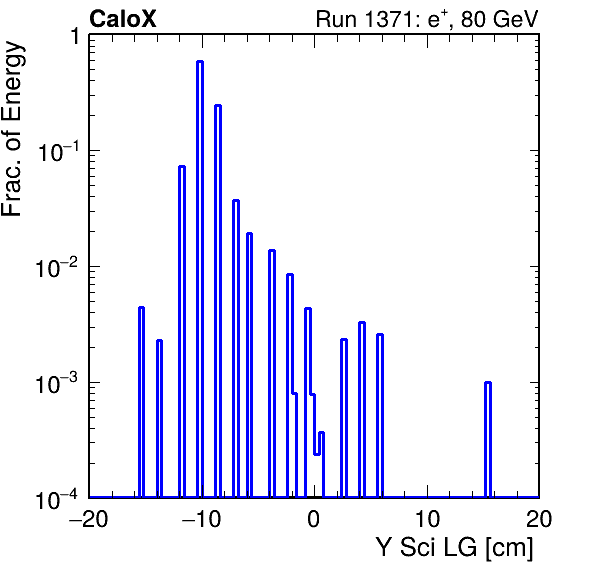 CaloX Run 1371: e⁺, 80 GeV
Frac. of Energy
1
10⁻¹
10⁻²
10⁻³
10⁻⁴
−20 −10 0 10 20
Y Sci LG [cm]